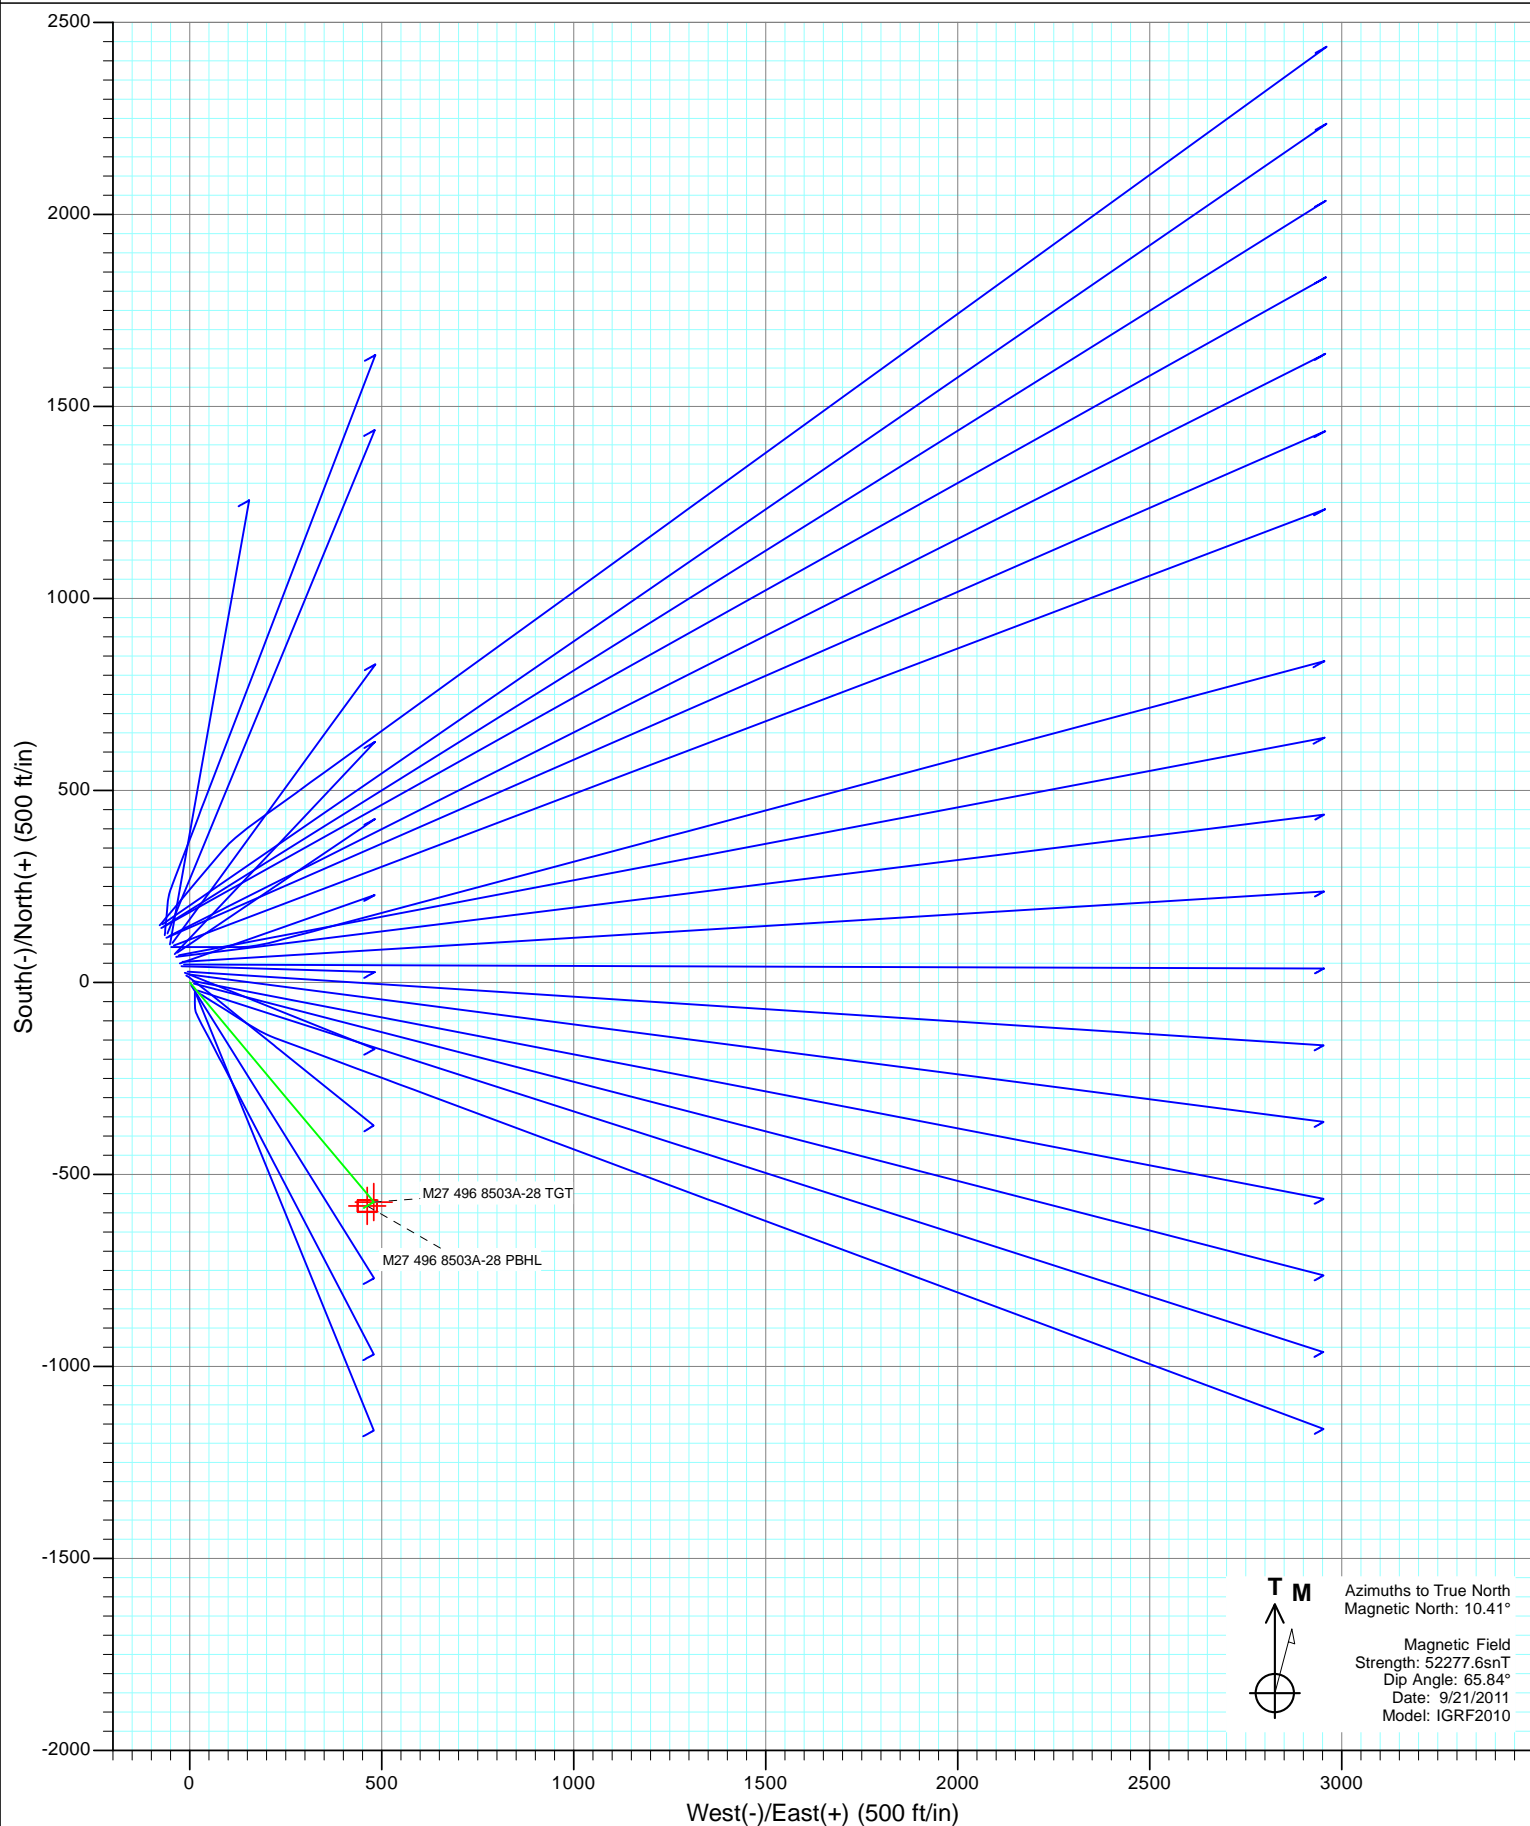 2500
2000
1500
1000
500
0
-500
-1000
-1500
-2000
South(-)/North(+) (500 ft/in)
M27 496 8503A-28 TGT
M27 496 8503A-28 PBHL
T M
Azimuths to True North
Magnetic North: 10.41°
Magnetic Field
Strength: 52277.6snT
Dip Angle: 65.84°
Date: 9/21/2011
Model: IGRF2010
0 500 1000 1500 2000 2500 3000
West(-)/East(+) (500 ft/in)